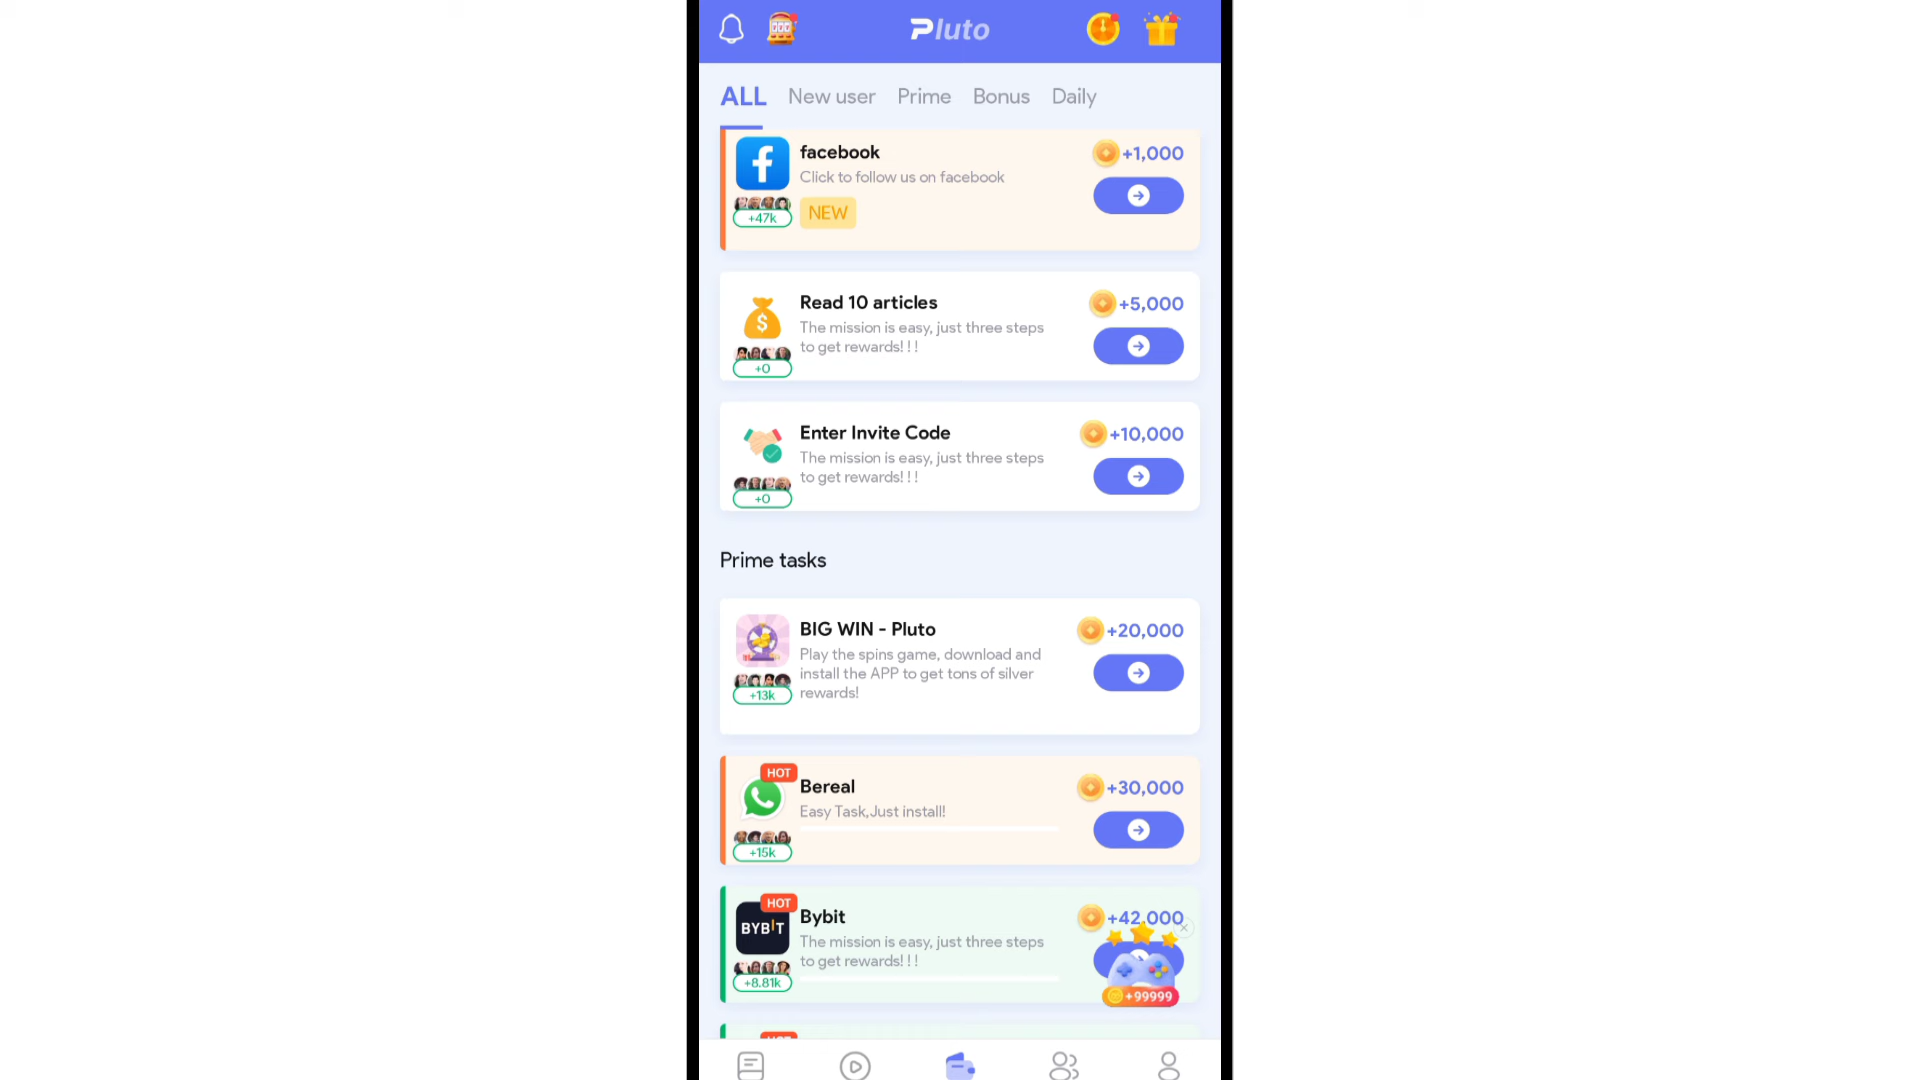 Pluto
ALL New user Prime Bonus Daily
facebook
+1,000
Click to follow us on facebook
+47k
NEW
Read 10 articles
+5,000
The mission is easy, just three steps
to get rewards!!!
+0
Enter Invite Code
+10,000
The mission is easy, just three steps
to get rewards!!!
+0
Prime tasks
BIG WIN - Pluto
+20,000
Play the spins game, download and
install the APP to get tons of silver
rewards!
+13k
HOT
Bereal
+30,000
Easy Task,Just install!
+15k
HOT
Bybit
+42,000
BYBIT
The mission is easy, just three steps
to get rewards!!!
+8.81k
+99999